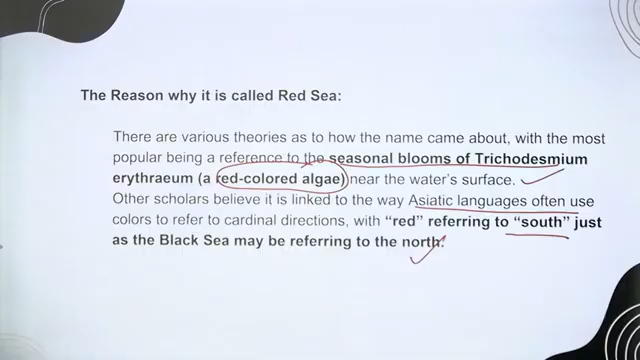 The Reason why it is called Red Sea:
There are various theories as to how the name came about, with the most
popular being a reference to the seasonal blooms of Trichodesmium
erythraeum (a red-colored algae) near the water's surface.
Other scholars believe it is linked to the way Asiatic languages often use
colors to refer to cardinal directions, with "red" referring to "south" just
as the Black Sea may be referring to the north.